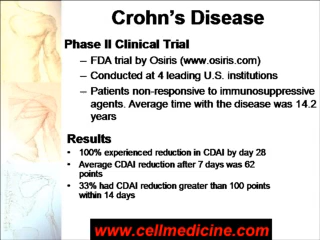 Crohn's Disease
Phase II Clinical Trial
– FDA trial by Osiris (www.osiris.com)
– Conducted at 4 leading U.S. institutions
– Patients non-responsive to immunosuppressive
agents. Average time with the disease was 14.2
years
Results
• 100% experienced reduction in CDAI by day 28
• Average CDAI reduction after 7 days was 62
points
• 33% had CDAI reduction greater than 100 points
within 14 days
www.cellmedicine.com